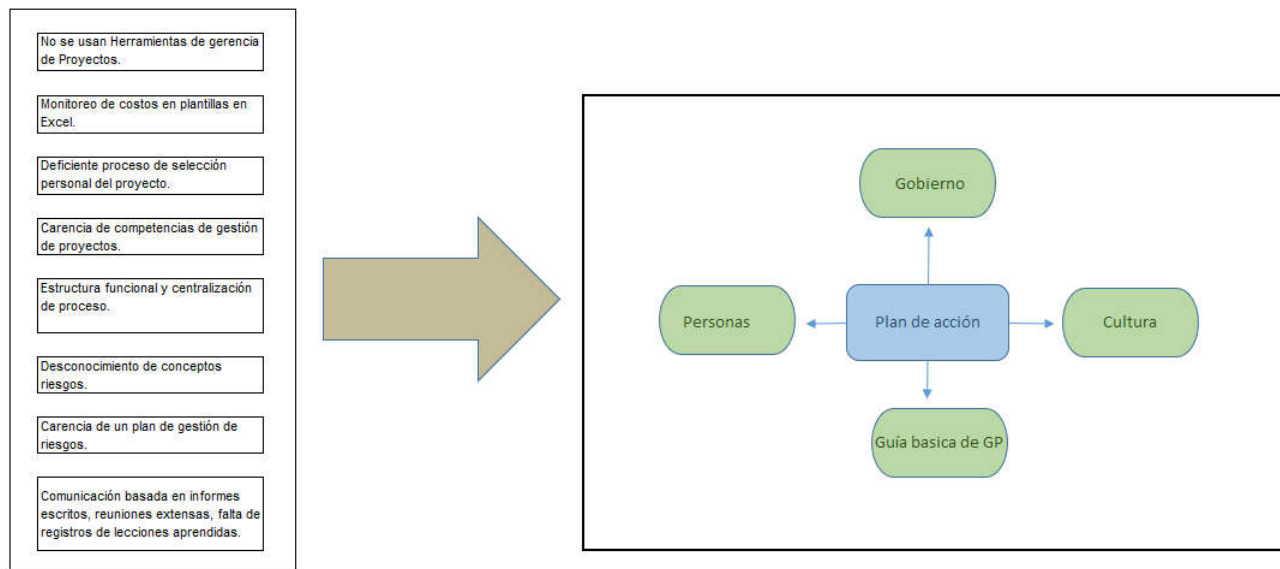 No se usan Herramientas de gerencia
de Proyectos.
Monitoreo de costos en plantillas en
Excel.
Deficiente proceso de selección
personal del proyecto.
Carencia de competencias de gestión
de proyectos.
Estructura funcional y centralización
de proceso.
Desconocimiento de conceptos
riesgos.
Carencia de un plan de gestión de
riesgos.
Comunicación basada en informes
escritos, reuniones extensas, falta de
registros de lecciones aprendidas.
Gobierno
Personas
Plan de acción
Cultura
Guía basica de GP